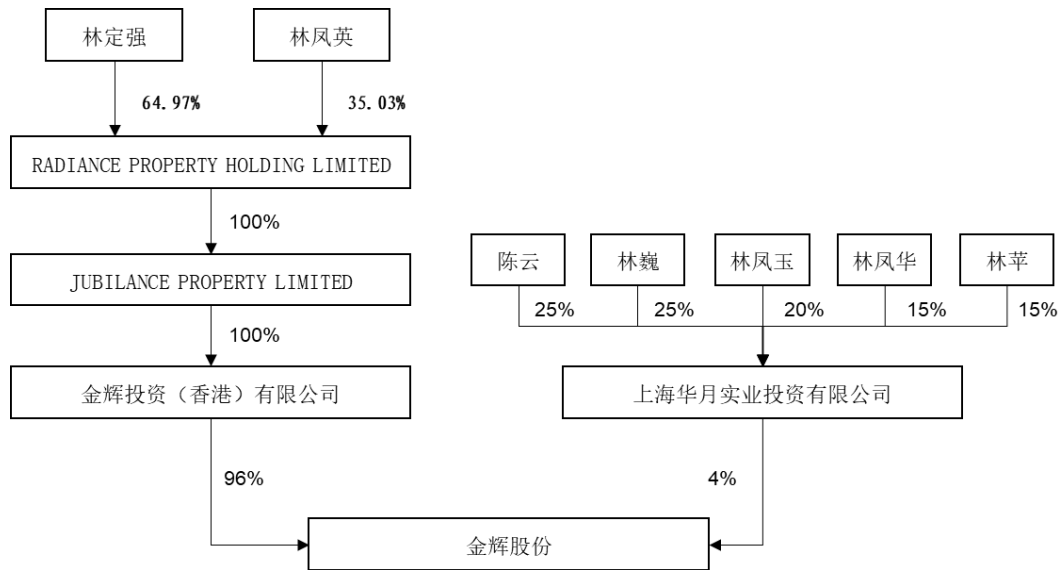 林定强
林凤英
64.97%
35.03%
RADIANCE PROPERTY HOLDING LIMITED
100%
JUBILANCE PROPERTY LIMITED
陈云
林巍
林凤玉
林凤华
林苹
25%
25%
20%
15%
15%
100%
金辉投资（香港）有限公司
上海华月实业投资有限公司
96%
4%
金辉股份